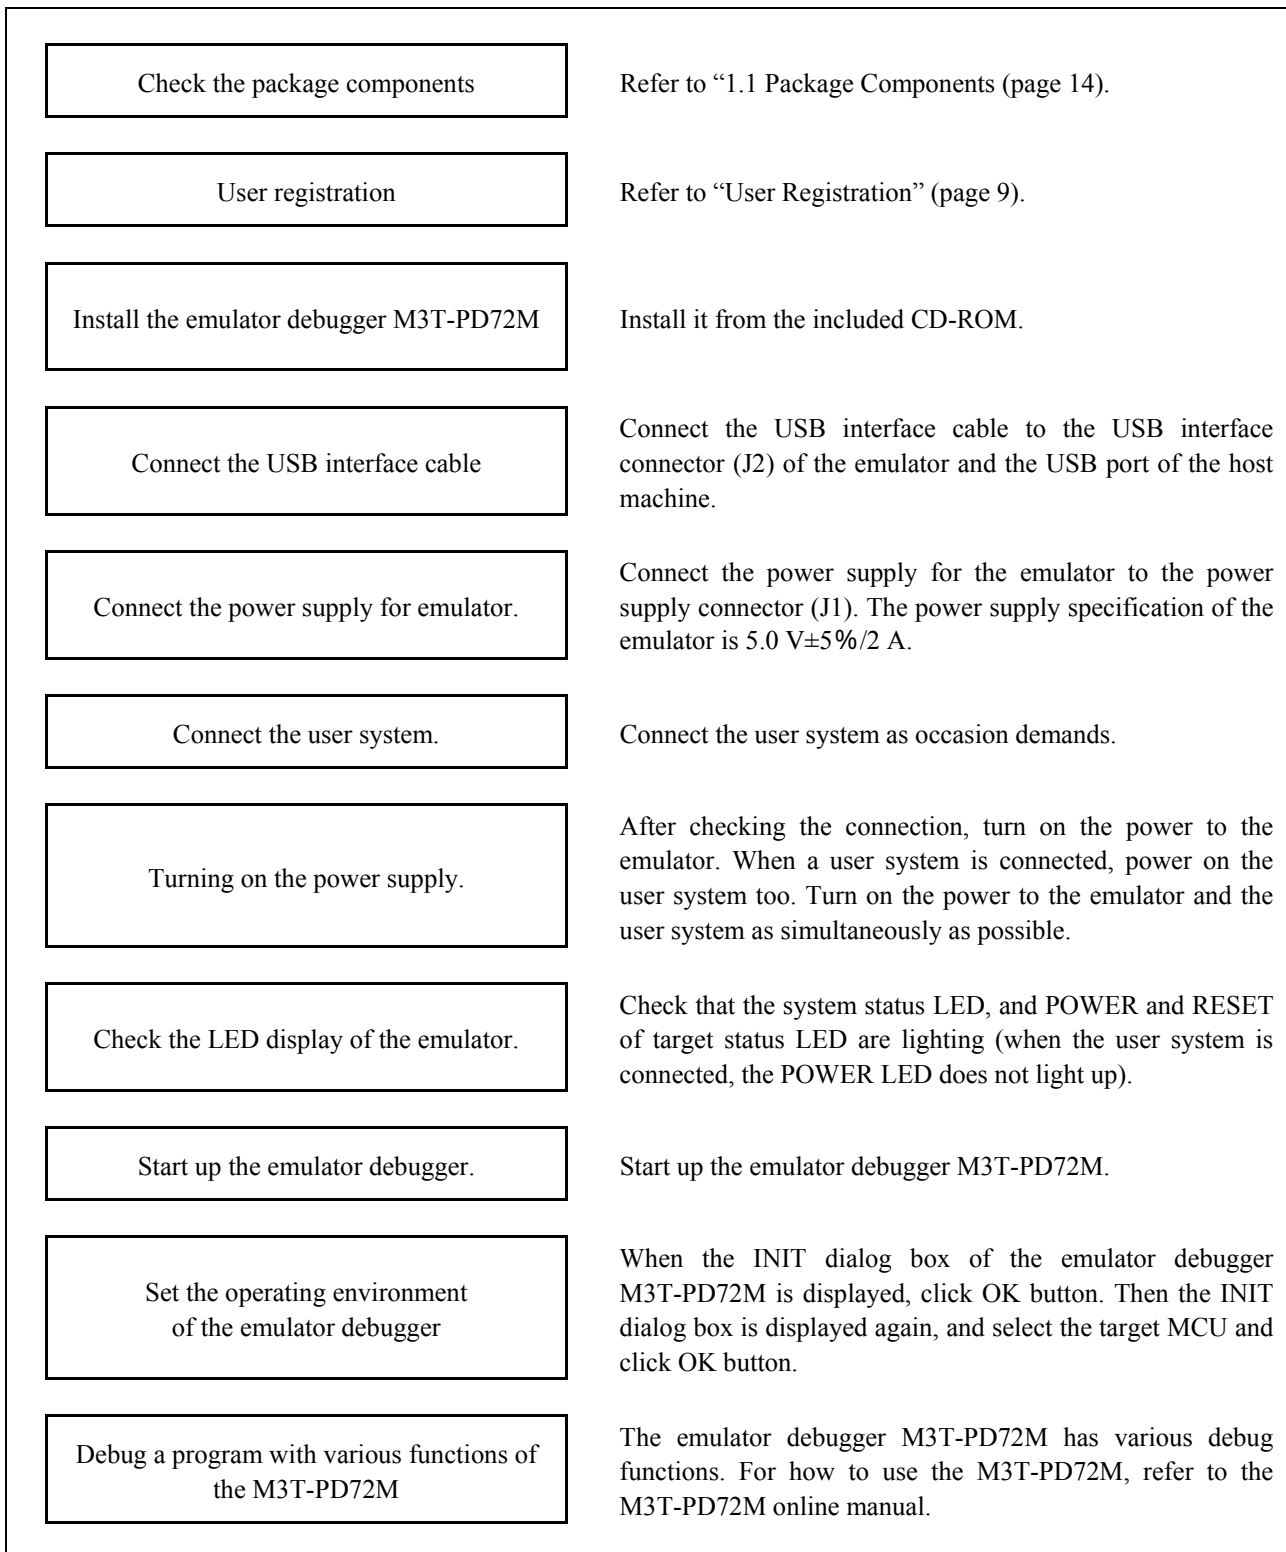 Check the package components
Refer to “1.1 Package Components (page 14).
User registration
Refer to “User Registration” (page 9).
Install the emulator debugger M3T-PD72M
Install it from the included CD-ROM.
Connect the USB interface cable
Connect the USB interface cable to the USB interface
connector (J2) of the emulator and the USB port of the host
machine.
Connect the power supply for emulator.
Connect the power supply for the emulator to the power
supply connector (J1). The power supply specification of the
emulator is 5.0 V±5%/2 A.
Connect the user system.
Connect the user system as occasion demands.
Turning on the power supply.
After checking the connection, turn on the power to the
emulator. When a user system is connected, power on the
user system too. Turn on the power to the emulator and the
user system as simultaneously as possible.
Check the LED display of the emulator.
Check that the system status LED, and POWER and RESET
of target status LED are lighting (when the user system is
connected, the POWER LED does not light up).
Start up the emulator debugger.
Start up the emulator debugger M3T-PD72M.
Set the operating environment
of the emulator debugger
When the INIT dialog box of the emulator debugger
M3T-PD72M is displayed, click OK button. Then the INIT
dialog box is displayed again, and select the target MCU and
click OK button.
Debug a program with various functions of
the M3T-PD72M
The emulator debugger M3T-PD72M has various debug
functions. For how to use the M3T-PD72M, refer to the
M3T-PD72M online manual.